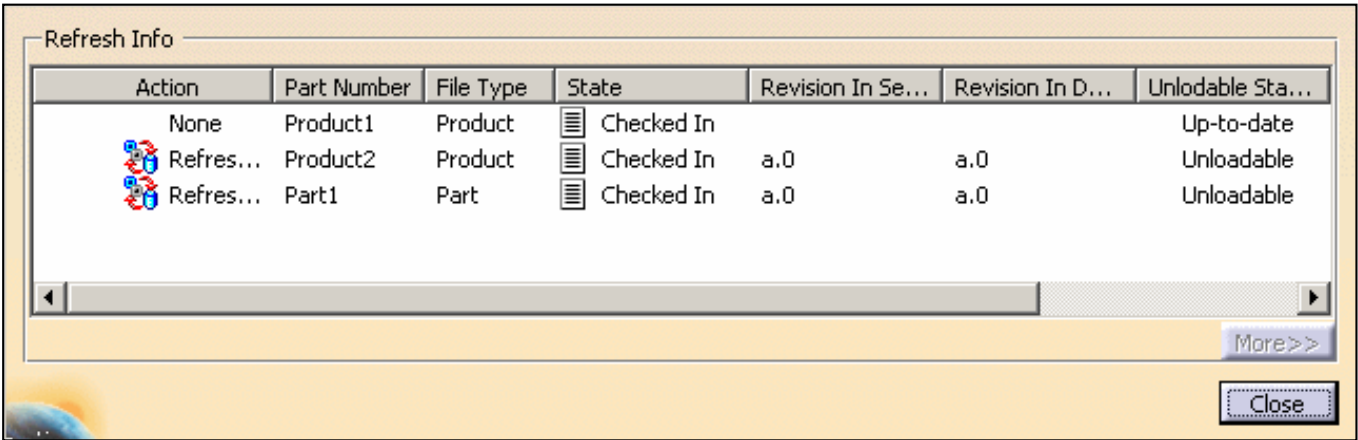 Refresh Info
Action Part Number File Type State Revision In Se... Revision In D... Unlodable Sta...
None Product1 Product Checked In Up-to-date
Refres... Product2 Product Checked In a.0 a.0 Unloadable
Refres... Part1 Part Checked In a.0 a.0 Unloadable
More>>
Close